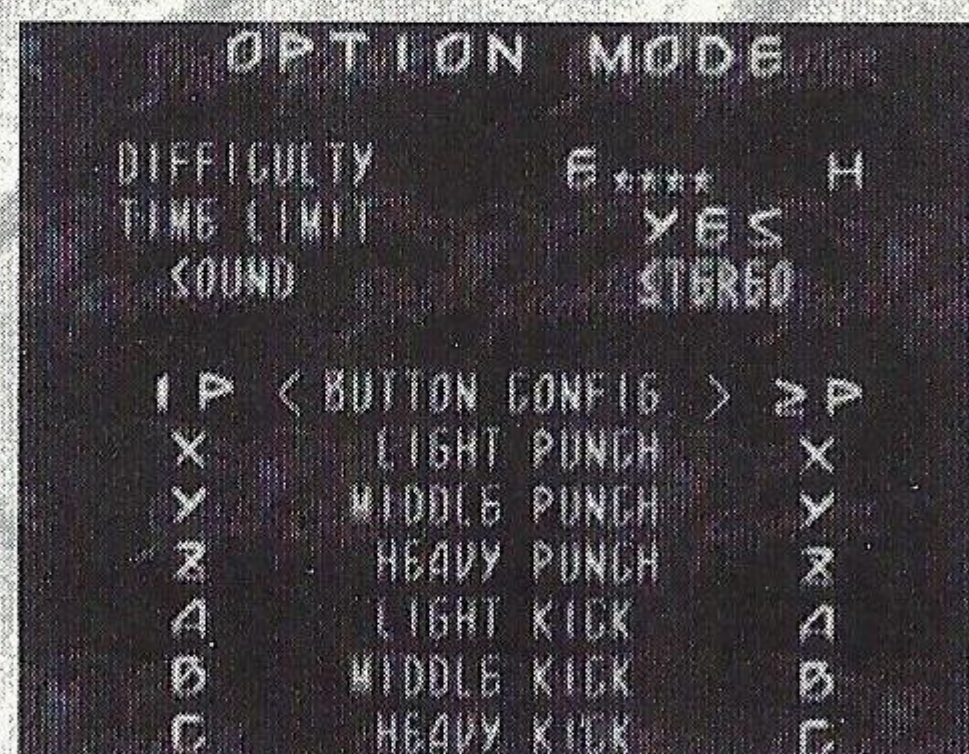 OPTION MODE
DIFFICULTY E**** H
TIME LIMIT YES
SOUND STEREO
1P < BUTTON CONFIG. > 2P
X LIGHT PUNCH X
Y MIDDLE PUNCH Y
Z HEAVY PUNCH Z
A LIGHT KICK A
B MIDDLE KICK B
C HEAVY KICK C